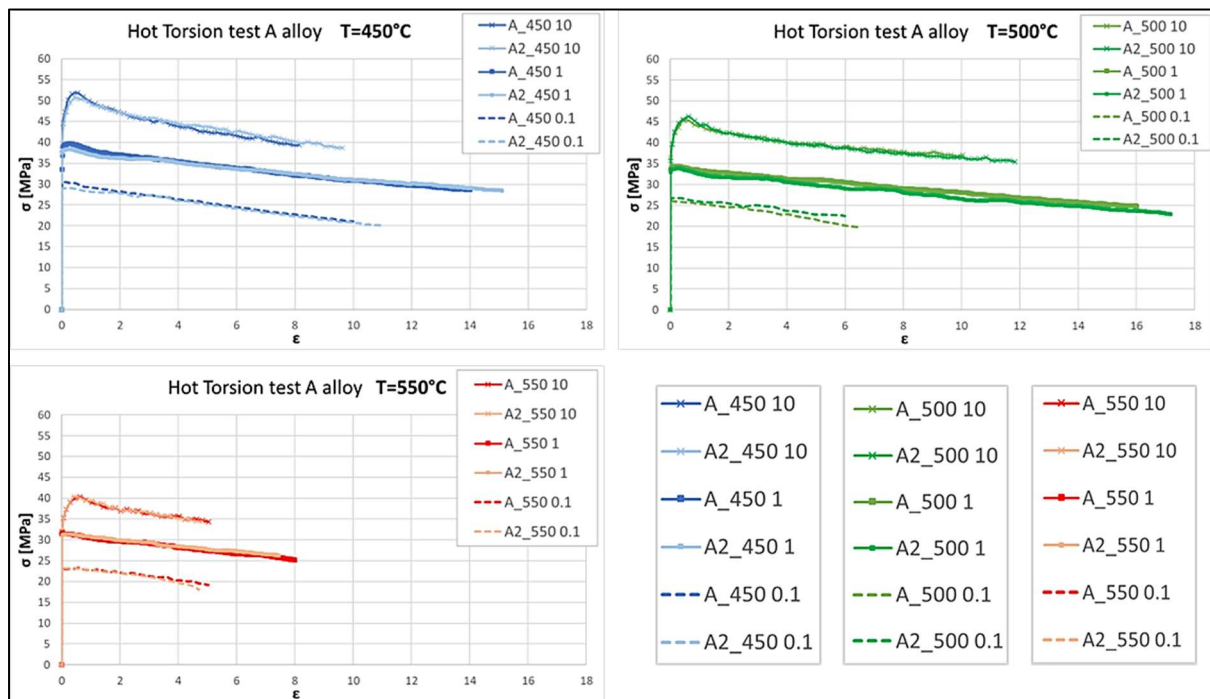 Hot Torsion test A alloy T=450°C
A_450 10
A2_450 10
A_450 1
A2_450 1
A_450 0.1
A2_450 0.1
60
55
50
45
40
35
30
25
20
15
10
5
0
σ [MPa]
0 2 4 6 8 10 12 14 16 18
ε
Hot Torsion test A alloy T=500°C
A_500 10
A2_500 10
A_500 1
A2_500 1
A_500 0.1
A2_500 0.1
60
55
50
45
40
35
30
25
20
15
10
5
0
σ [MPa]
0 2 4 6 8 10 12 14 16 18
ε
Hot Torsion test A alloy T=550°C
A_550 10
A2_550 10
A_550 1
A2_550 1
A_550 0.1
A2_550 0.1
60
55
50
45
40
35
30
25
20
15
10
5
0
σ [MPa]
0 2 4 6 8 10 12 14 16 18
ε
A_450 10
A2_450 10
A_450 1
A2_450 1
A_450 0.1
A2_450 0.1
A_500 10
A2_500 10
A_500 1
A2_500 1
A_500 0.1
A2_500 0.1
A_550 10
A2_550 10
A_550 1
A2_550 1
A_550 0.1
A2_550 0.1